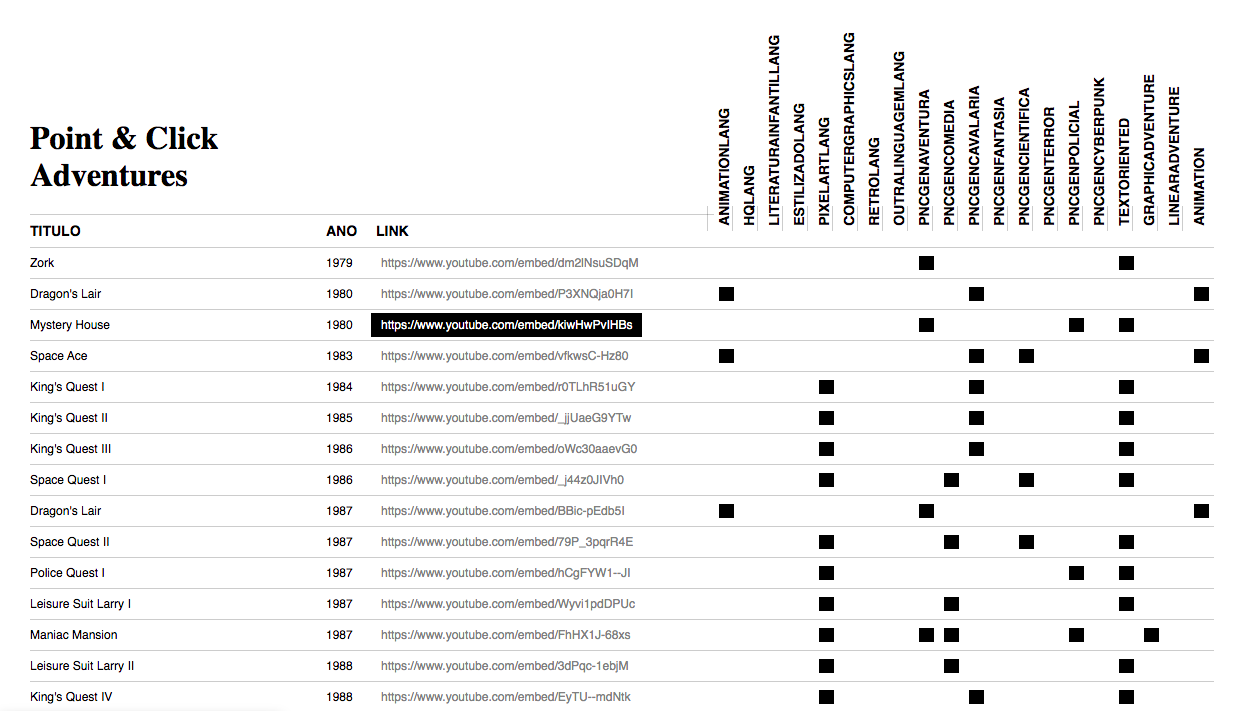 Point & Click
Adventures
ANIMATIONLANG
HQLANG
LITERATURAINFANTILLANG
ESTILIZADOLANG
PIXELARTLANG
COMPUTERGRAPHICSLANG
RETROLANG
OUTRALINGUAGEMLANG
PNCGENAVENTURA
PNCGENCOMEDIA
PNCGENCAVALARIA
PNCGENFANTASIA
PNCGENCIENTIFICA
PNCGENTERROR
PNCGENPOLICIAL
PNCGENCYBERPUNK
TEXTORIENTED
GRAPHICADVENTURE
LINEARADVENTURE
ANIMATION
TITULO ANO LINK
Zork 1979 https://www.youtube.com/embed/dm2lNsuSDqM
Dragon's Lair 1980 https://www.youtube.com/embed/P3XNQja0H7I
Mystery House 1980 https://www.youtube.com/embed/kiwHwPvlHBs
Space Ace 1983 https://www.youtube.com/embed/vfkwsC-Hz80
King's Quest I 1984 https://www.youtube.com/embed/r0TLhR51uGY
King's Quest II 1985 https://www.youtube.com/embed/_jjUaeG9YTw
King's Quest III 1986 https://www.youtube.com/embed/oWc30aaevG0
Space Quest I 1986 https://www.youtube.com/embed/_j44z0JIVh0
Dragon's Lair 1987 https://www.youtube.com/embed/BBic-pEdb5I
Space Quest II 1987 https://www.youtube.com/embed/79P_3pqrR4E
Police Quest I 1987 https://www.youtube.com/embed/hCgFYW1--JI
Leisure Suit Larry I 1987 https://www.youtube.com/embed/Wyvi1pdDPUc
Maniac Mansion 1987 https://www.youtube.com/embed/FhHX1J-68xs
Leisure Suit Larry II 1988 https://www.youtube.com/embed/3dPqc-1ebjM
King's Quest IV 1988 https://www.youtube.com/embed/EyTU--mdNtk